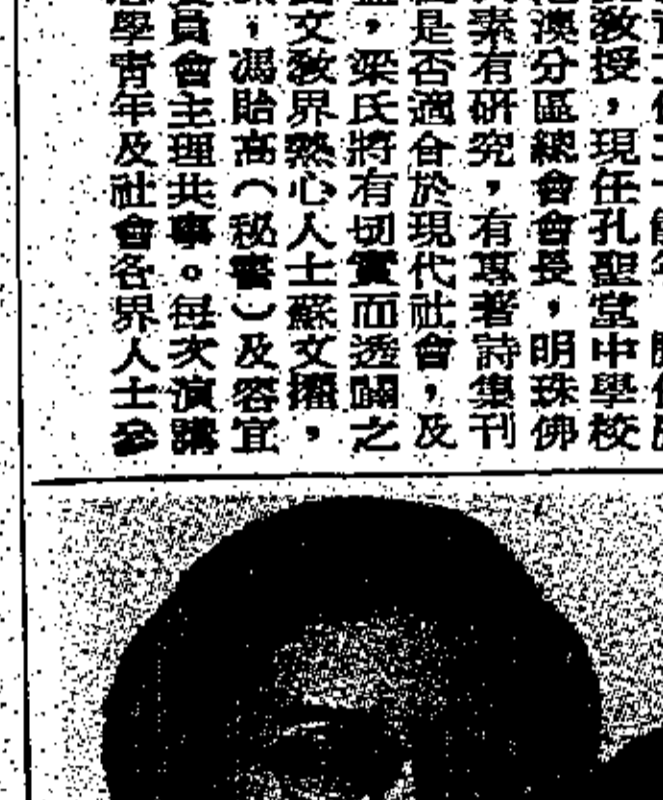 教授，現任孔聖堂中學校
澳分區總會會長，明珠佛
素有研究，有專著詩集刊
是否適合於現代社會，及
，梁氏將有切實而透闢之
文教界熱心人士蘇文擢，
，馮貽高（秘書）及容宜
員會主理共事。每次演講
學青年及社會各界人士參